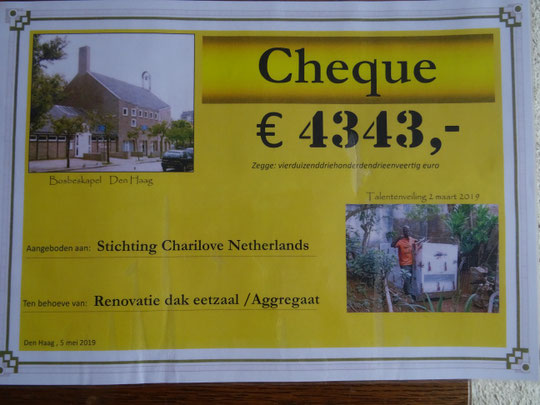 Cheque
€ 4343,-
Zegge: vierduizenddriehonderdendrieenveertig euro
Bosbeskapel Den Haag
Talentenveiling 2 maart 2019
Aangeboden aan: Stichting Charilove Netherlands
Ten behoeve van: Renovatie dak eetzaal /Aggregaat
Den Haag , 5 mei 2019